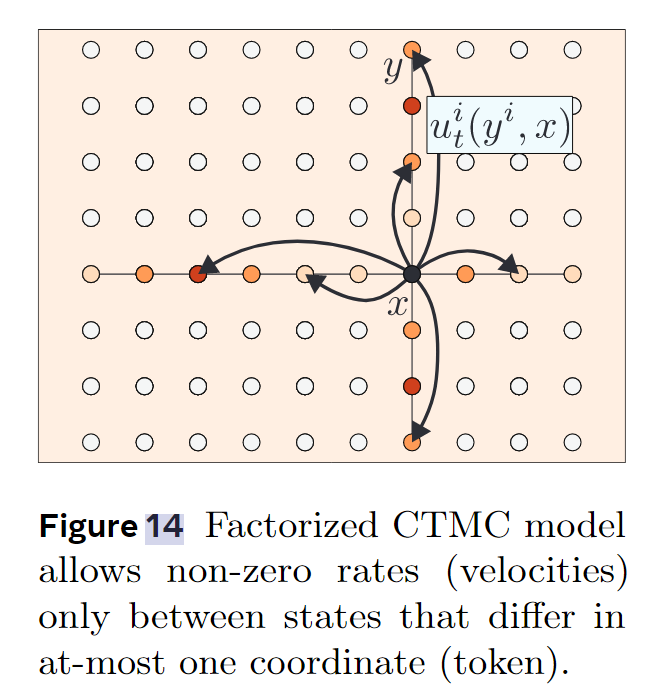 y
u_t^i(y^i, x)
x
Figure 14 Factorized CTMC model
allows non-zero rates (velocities)
only between states that differ in
at-most one coordinate (token).